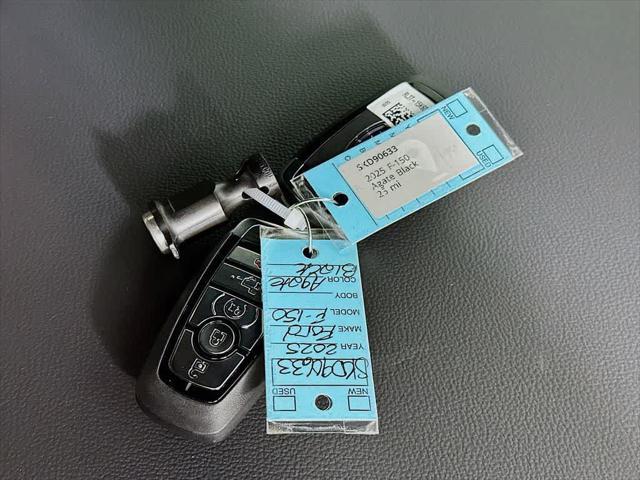 SKD90633
2025 F-150
Agate Black
25 mi
NEW
USED
NEW
USED
SKD90633
YEAR 2025
MAKE Ford
MODEL F-150
BODY
COLOR Agate
Black